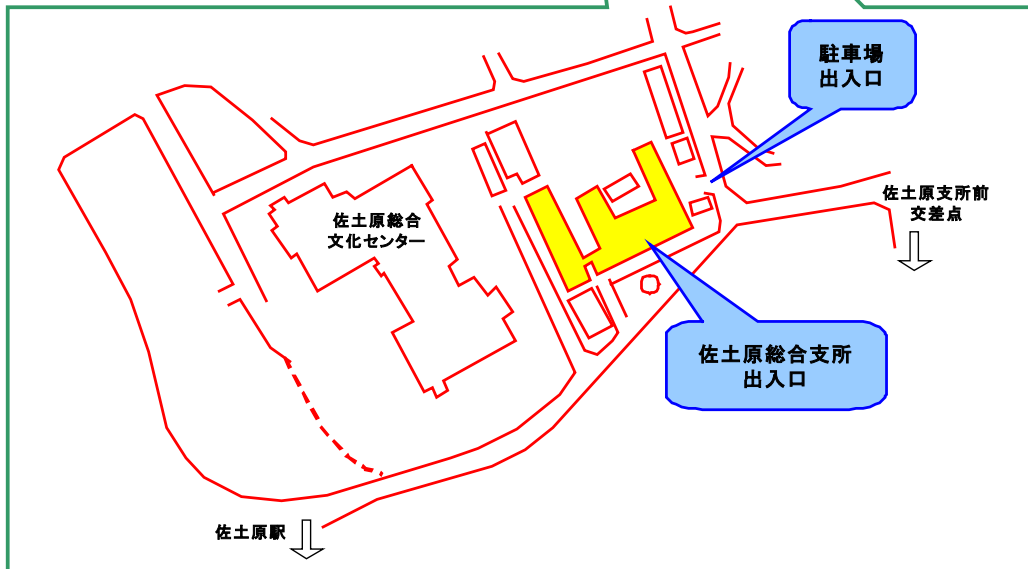 駐車場
出入口
佐土原総合
文化センター
佐土原支所前
交差点
佐土原総合支所
出入口
佐土原駅